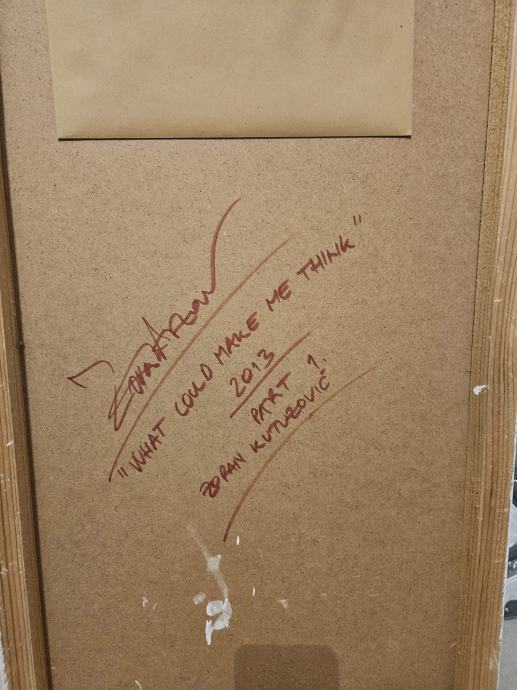 "WHAT COULD MAKE ME THINK"
2013
PART 1.
ZORAN KUTUZOVIĆ